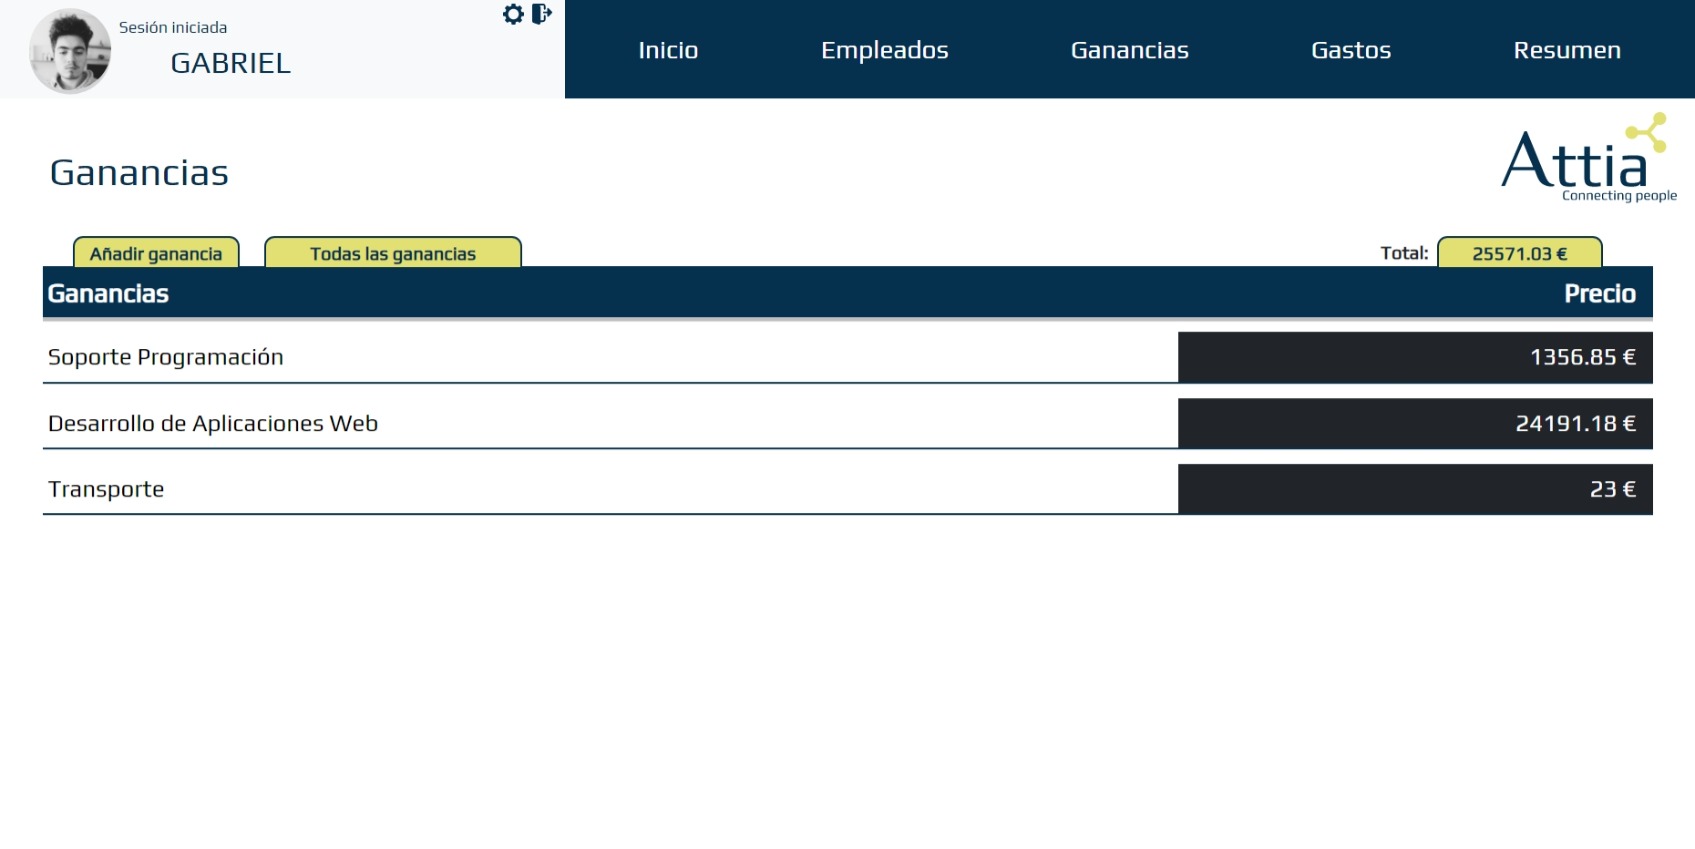 Sesión iniciada
GABRIEL
Inicio Empleados Ganancias Gastos Resumen
Ganancias
Attia
Connecting people
Añadir ganancia Todas las ganancias Total: 25571.03 €
Ganancias Precio
Soporte Programación 1356.85 €
Desarrollo de Aplicaciones Web 24191.18 €
Transporte 23 €